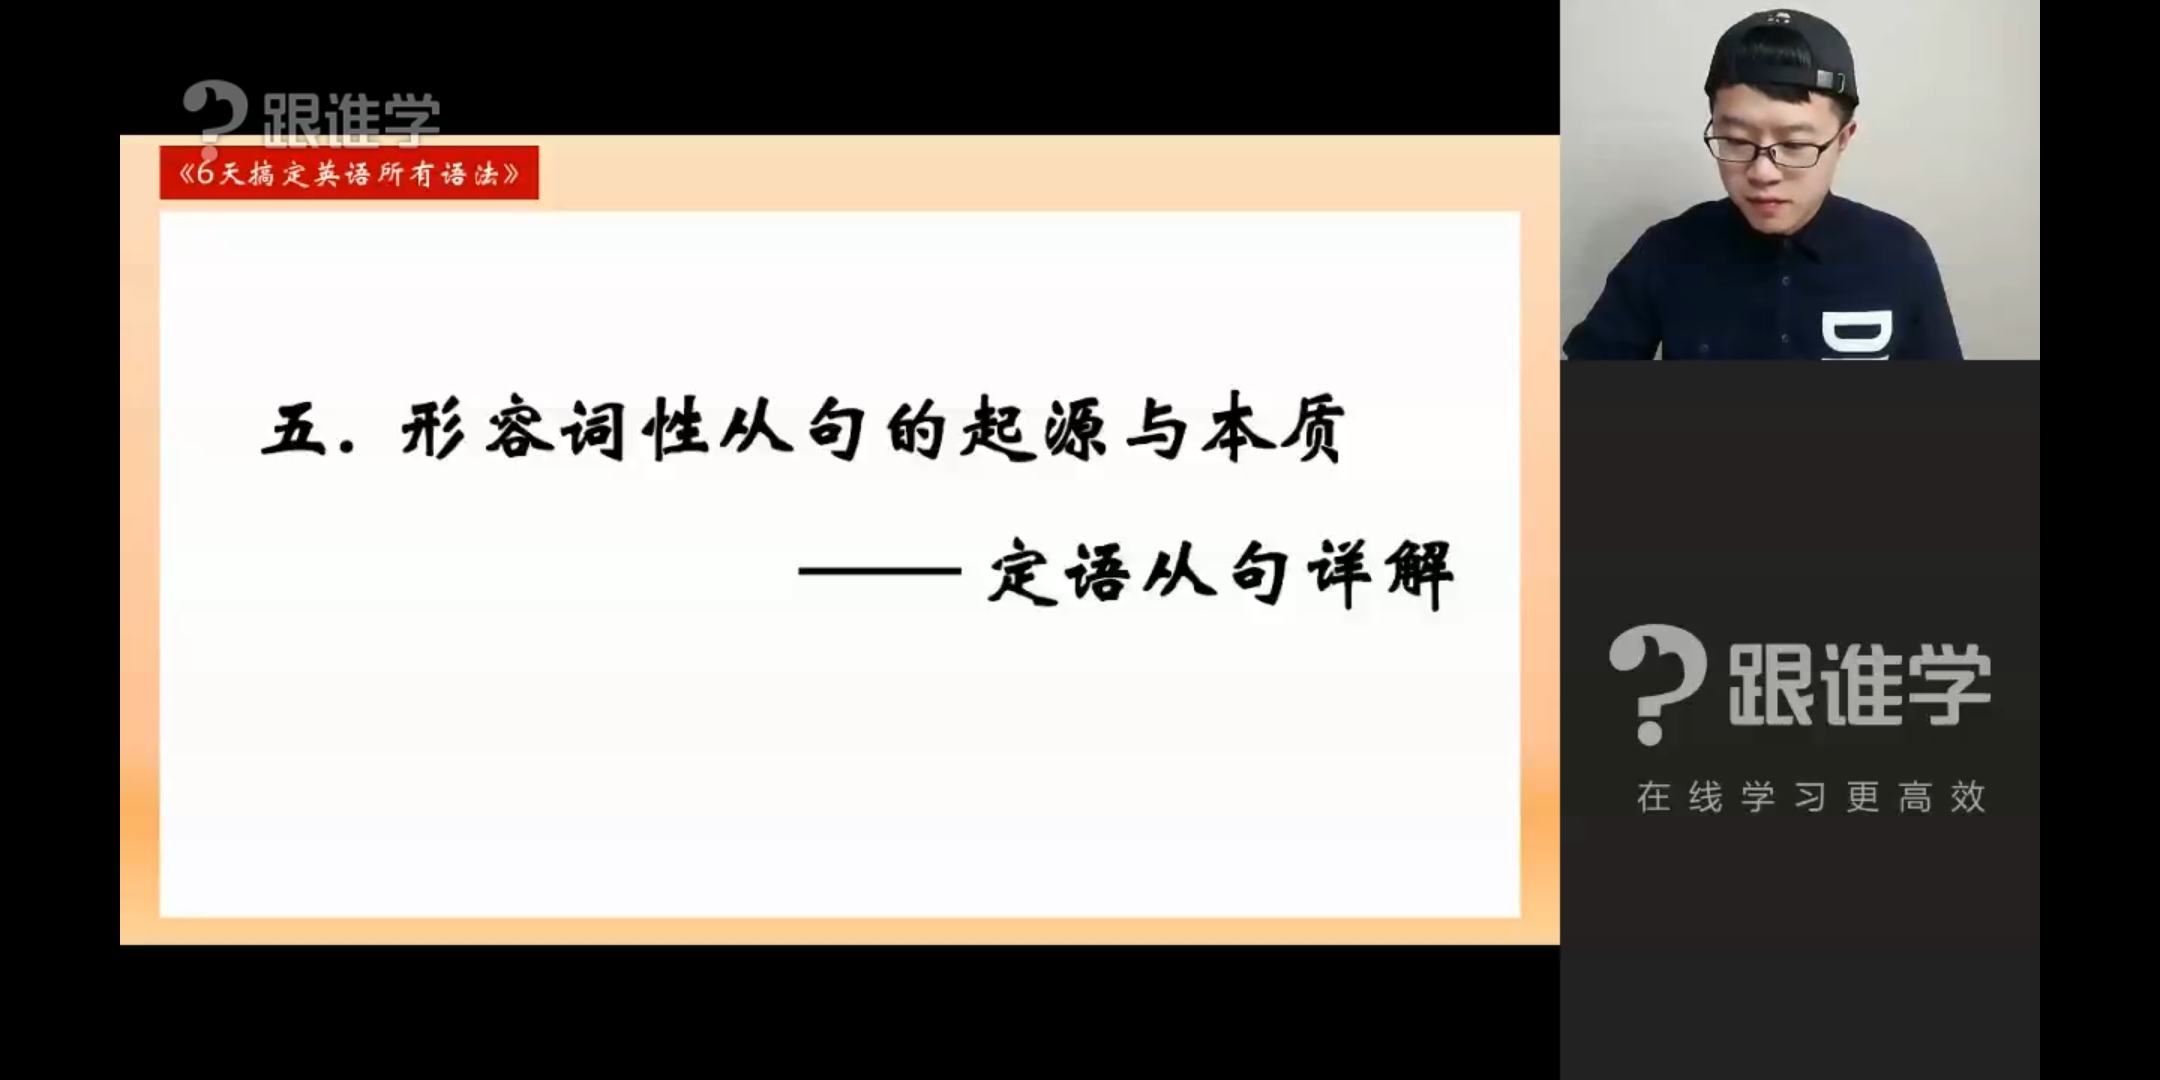 跟谁学
《6天搞定英语所有语法》
五. 形容词性从句的起源与本质
—— 定语从句详解
跟谁学
在线学习更高效